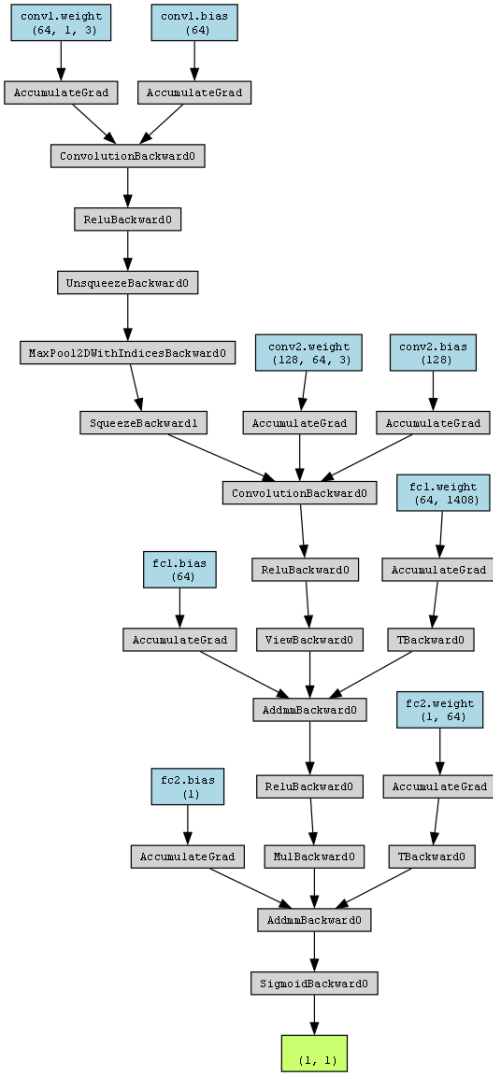 conv1.weight
(64, 1, 3)
conv1.bias
(64)
AccumulateGrad
AccumulateGrad
ConvolutionBackward0
ReluBackward0
UnsqueezeBackward0
MaxPool2DWithIndicesBackward0
conv2.weight
(128, 64, 3)
conv2.bias
(128)
SqueezeBackward1
AccumulateGrad
AccumulateGrad
ConvolutionBackward0
fc1.weight
(64, 1408)
fc1.bias
(64)
ReluBackward0
AccumulateGrad
AccumulateGrad
ViewBackward0
TBackward0
AddmmBackward0
fc2.weight
(1, 64)
fc2.bias
(1)
ReluBackward0
AccumulateGrad
AccumulateGrad
MulBackward0
TBackward0
AddmmBackward0
SigmoidBackward0
(1, 1)